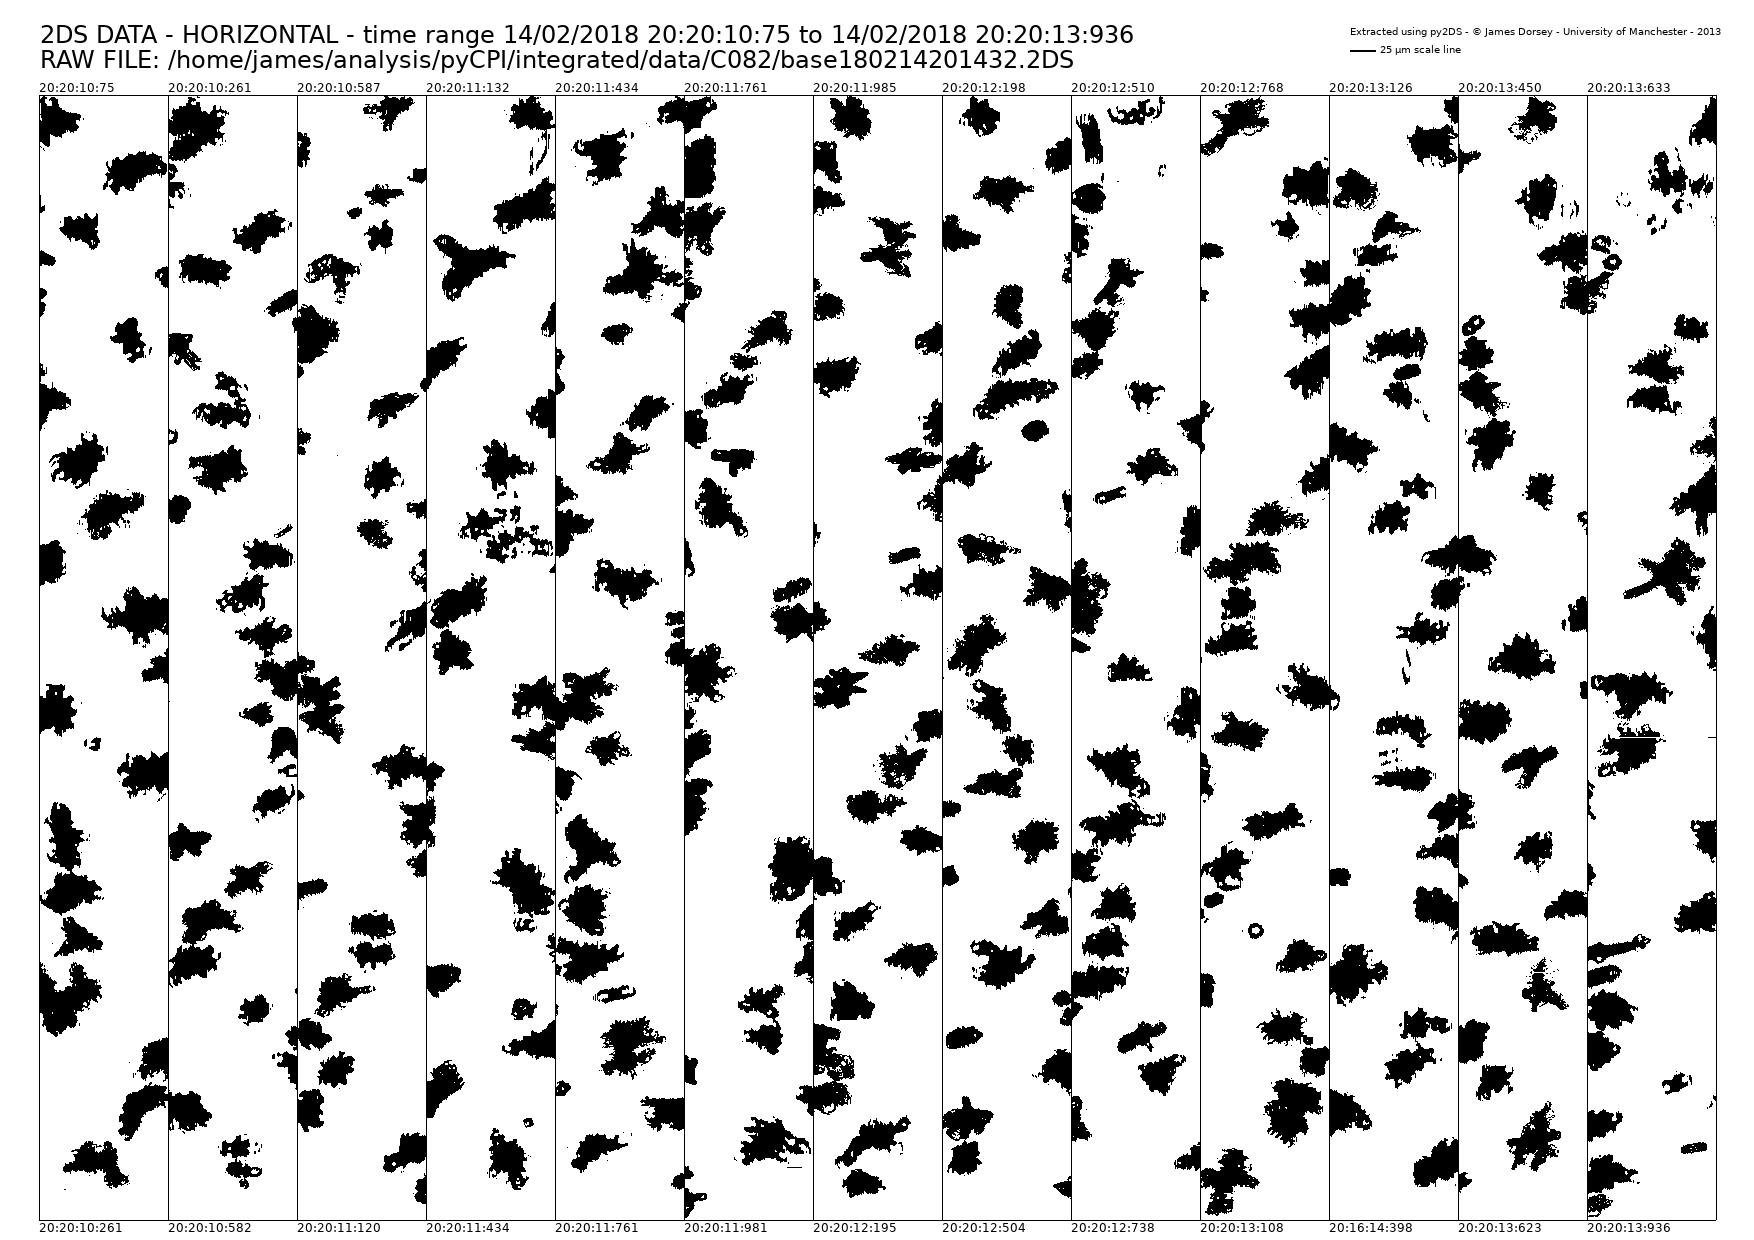 2DS DATA - HORIZONTAL - time range 14/02/2018 20:20:10:75 to 14/02/2018 20:20:13:936
RAW FILE: /home/james/analysis/pyCPI/integrated/data/C082/base180214201432.2DS
Extracted using py2DS - © James Dorsey - University of Manchester - 2013
25 µm scale line
20:20:10:75 20:20:10:261 20:20:10:587 20:20:11:132 20:20:11:434 20:20:11:761 20:20:11:985 20:20:12:198 20:20:12:510 20:20:12:768 20:20:13:126 20:20:13:450 20:20:13:633
20:20:10:261 20:20:10:582 20:20:11:120 20:20:11:434 20:20:11:761 20:20:11:981 20:20:12:195 20:20:12:504 20:20:12:738 20:20:13:108 20:16:14:398 20:20:13:623 20:20:13:936